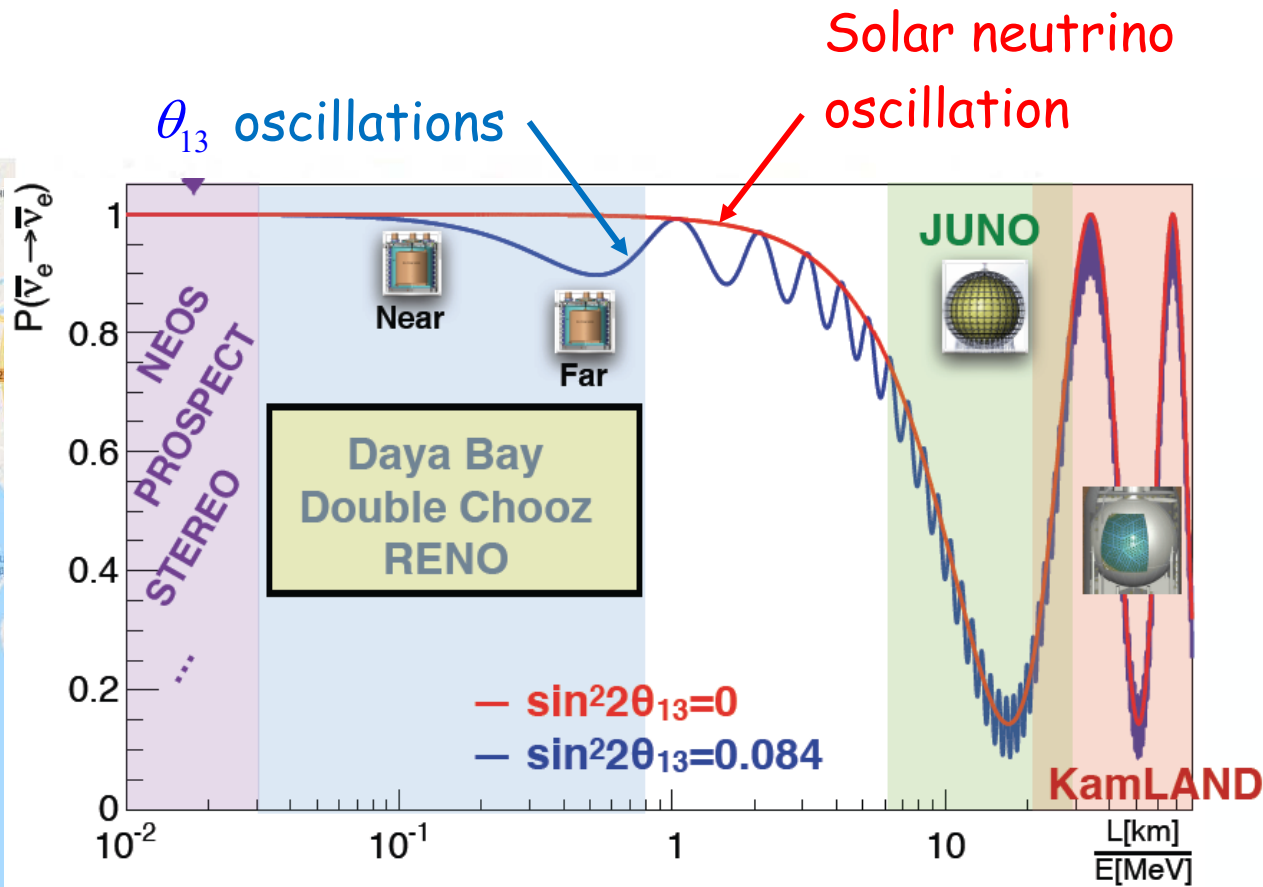 Solar neutrino
oscillation
θ₁₃ oscillations
P(ν̅e→ν̅e)
1
0.8
0.6
0.4
0.2
0
NEOS
PROSPECT
STEREO
...
Near
Far
Daya Bay
Double Chooz
RENO
JUNO
KamLAND
— sin²2θ₁₃=0
— sin²2θ₁₃=0.084
10⁻²
10⁻¹
1
10
L[km]
E[MeV]